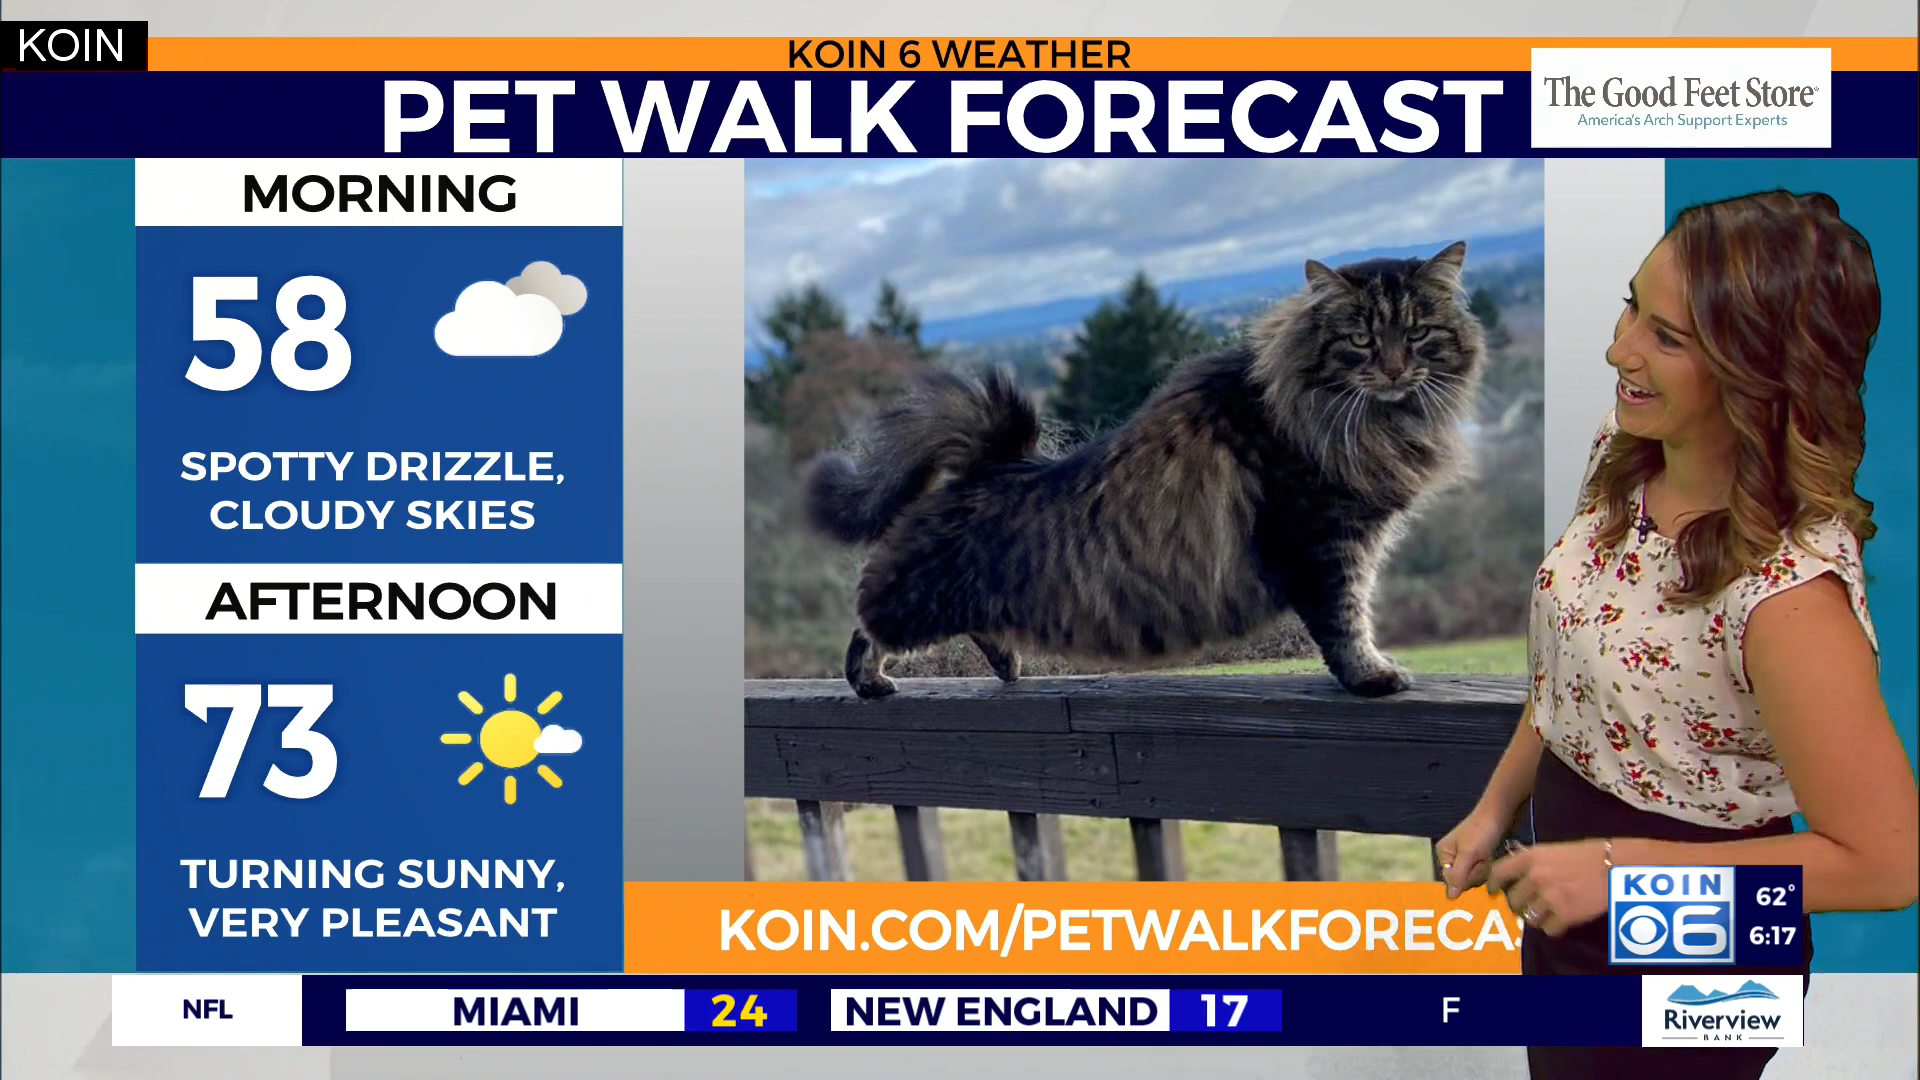 KOIN
KOIN 6 WEATHER
PET WALK FORECAST
The Good Feet Store
America's Arch Support Experts
MORNING
58
SPOTTY DRIZZLE,
CLOUDY SKIES
AFTERNOON
73
TURNING SUNNY,
VERY PLEASANT
KOIN.COM/PETWALKFORECAS
KOIN
6
62°
6:17
NFL
MIAMI 24
NEW ENGLAND 17
F
Riverview
BANK